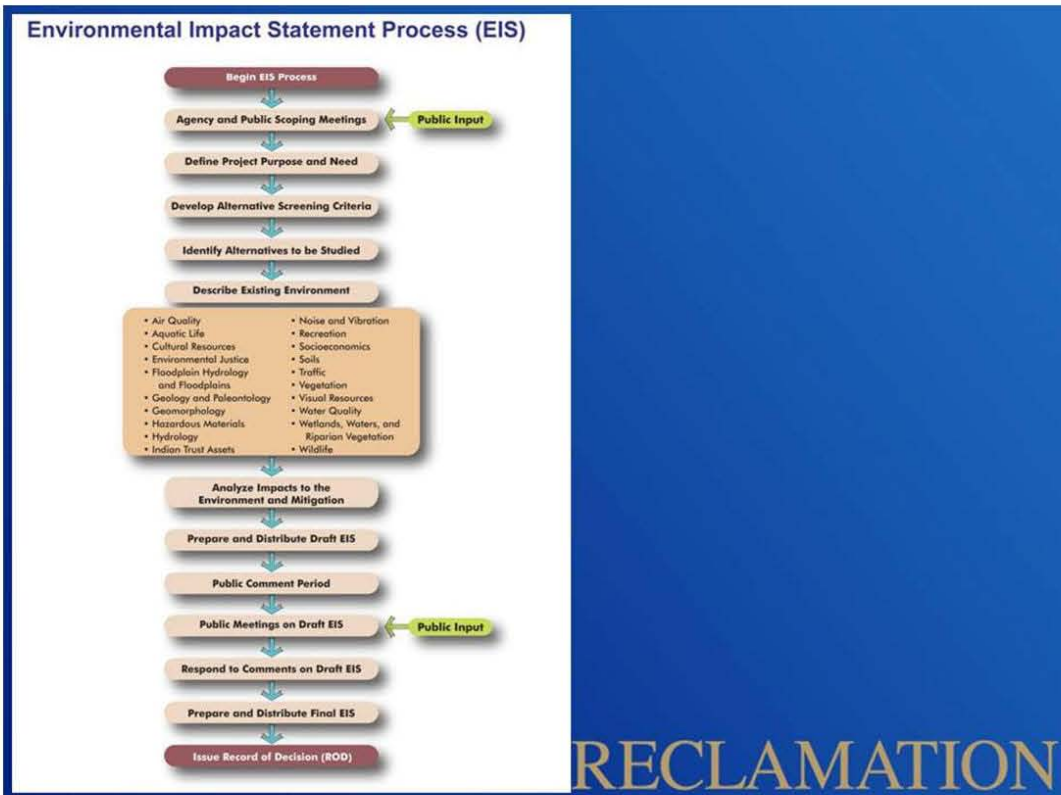 Environmental Impact Statement Process (EIS)
Begin EIS Process
Agency and Public Scoping Meetings
Public Input
Define Project Purpose and Need
Develop Alternative Screening Criteria
Identify Alternatives to be Studied
Describe Existing Environment
• Air Quality
• Aquatic Life
• Cultural Resources
• Environmental Justice
• Floodplain Hydrology
and Floodplains
• Geology and Paleontology
• Geomorphology
• Hazardous Materials
• Hydrology
• Indian Trust Assets
• Noise and Vibration
• Recreation
• Socioeconomics
• Soils
• Traffic
• Vegetation
• Visual Resources
• Water Quality
• Wetlands, Waters, and
Riparian Vegetation
• Wildlife
Analyze Impacts to the
Environment and Mitigation
Prepare and Distribute Draft EIS
Public Comment Period
Public Meetings on Draft EIS
Public Input
Respond to Comments on Draft EIS
Prepare and Distribute Final EIS
Issue Record of Decision (ROD)
RECLAMATION